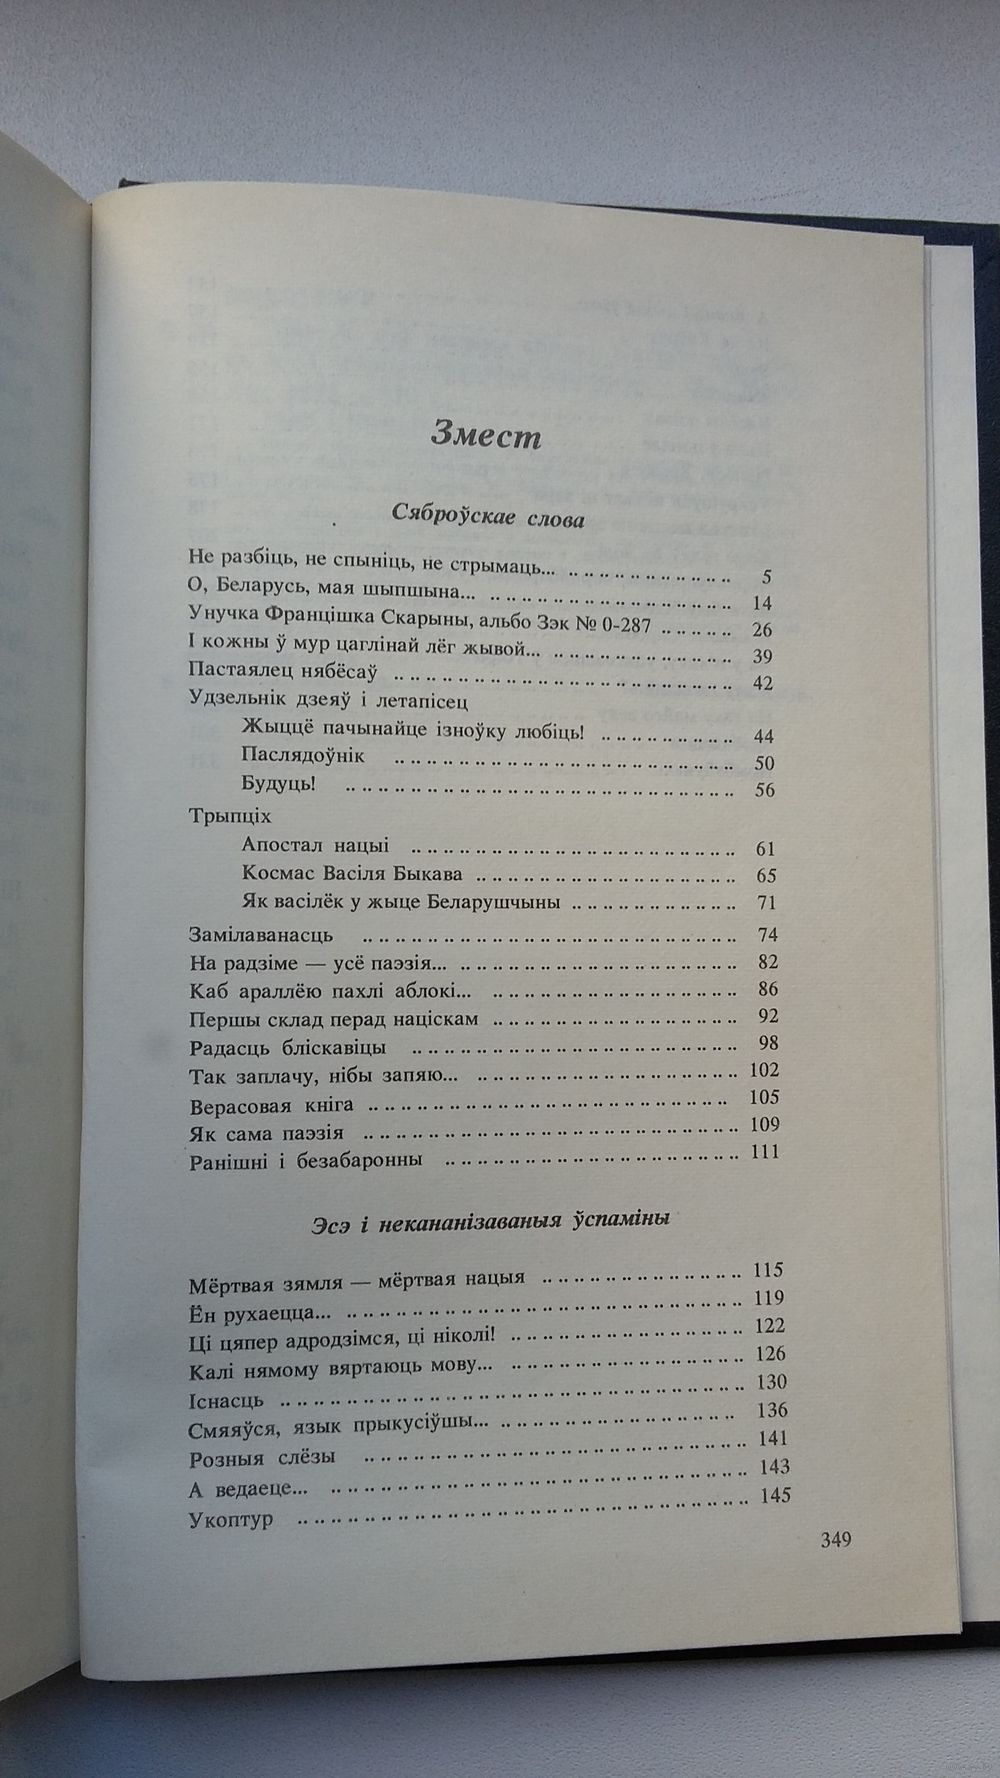 Змест
Сяброўскае слова
Не разбіць, не спыніць, не стрымаць... .. .. .. .. .. .. .. .. .. .. 5
О, Беларусь, мая шыпшына... .. .. .. .. .. .. .. .. .. .. .. .. .. .. 14
Унучка Францішка Скарыны, альбо Зэк № 0-287 .. .. .. .. .. 26
І кожны ў мур цаглінай лёг жывой... .. .. .. .. .. .. .. .. .. .. .. 39
Пастаялец нябёсаў .. .. .. .. .. .. .. .. .. .. .. .. .. .. .. .. .. .. .. .. .. 42
Удзельнік дзеяў і летапісец
Жыццё пачынайце ізноўку любіць! .. .. .. .. .. .. .. .. 44
Паслядоўнік .. .. .. .. .. .. .. .. .. .. .. .. .. .. .. .. .. .. .. .. .. 50
Будуць! .. .. .. .. .. .. .. .. .. .. .. .. .. .. .. .. .. .. .. .. .. .. .. .. 56
Трыпціх
Апостал нацыі .. .. .. .. .. .. .. .. .. .. .. .. .. .. .. .. .. .. .. .. 61
Космас Васіля Быкава .. .. .. .. .. .. .. .. .. .. .. .. .. .. .. .. 65
Як васілёк у жыце Беларушчыны .. .. .. .. .. .. .. .. .. .. 71
Замілаванасць .. .. .. .. .. .. .. .. .. .. .. .. .. .. .. .. .. .. .. .. .. .. .. 74
На радзіме — усё паэзія... .. .. .. .. .. .. .. .. .. .. .. .. .. .. .. .. .. 82
Каб араллёю пахлі аблокі... .. .. .. .. .. .. .. .. .. .. .. .. .. .. .. 86
Першы склад перад націскам .. .. .. .. .. .. .. .. .. .. .. .. .. .. .. 92
Радасць бліскавіцы .. .. .. .. .. .. .. .. .. .. .. .. .. .. .. .. .. .. .. .. 98
Так заплачу, нібы запяю... .. .. .. .. .. .. .. .. .. .. .. .. .. .. .. .. 102
Верасовая кніга .. .. .. .. .. .. .. .. .. .. .. .. .. .. .. .. .. .. .. .. .. .. 105
Як сама паэзія .. .. .. .. .. .. .. .. .. .. .. .. .. .. .. .. .. .. .. .. .. .. .. 109
Ранішні і безабаронны .. .. .. .. .. .. .. .. .. .. .. .. .. .. .. .. .. .. 111
Эсэ і некананізаваныя ўспаміны
Мёртвая зямля — мёртвая нацыя .. .. .. .. .. .. .. .. .. .. .. .. 115
Ён рухаецца... .. .. .. .. .. .. .. .. .. .. .. .. .. .. .. .. .. .. .. .. .. .. .. .. 119
Ці цяпер адродзімся, ці ніколі! .. .. .. .. .. .. .. .. .. .. .. .. .. .. 122
Калі нямому вяртаюць мову... .. .. .. .. .. .. .. .. .. .. .. .. .. .. 126
Існасць .. .. .. .. .. .. .. .. .. .. .. .. .. .. .. .. .. .. .. .. .. .. .. .. .. .. .. .. 130
Смяяўся, язык прыкусіўшы... .. .. .. .. .. .. .. .. .. .. .. .. .. .. 136
Розныя слёзы .. .. .. .. .. .. .. .. .. .. .. .. .. .. .. .. .. .. .. .. .. .. .. 141
А ведаеце... .. .. .. .. .. .. .. .. .. .. .. .. .. .. .. .. .. .. .. .. .. .. .. .. .. 143
Укоптур .. .. .. .. .. .. .. .. .. .. .. .. .. .. .. .. .. .. .. .. .. .. .. .. .. .. .. 145
349